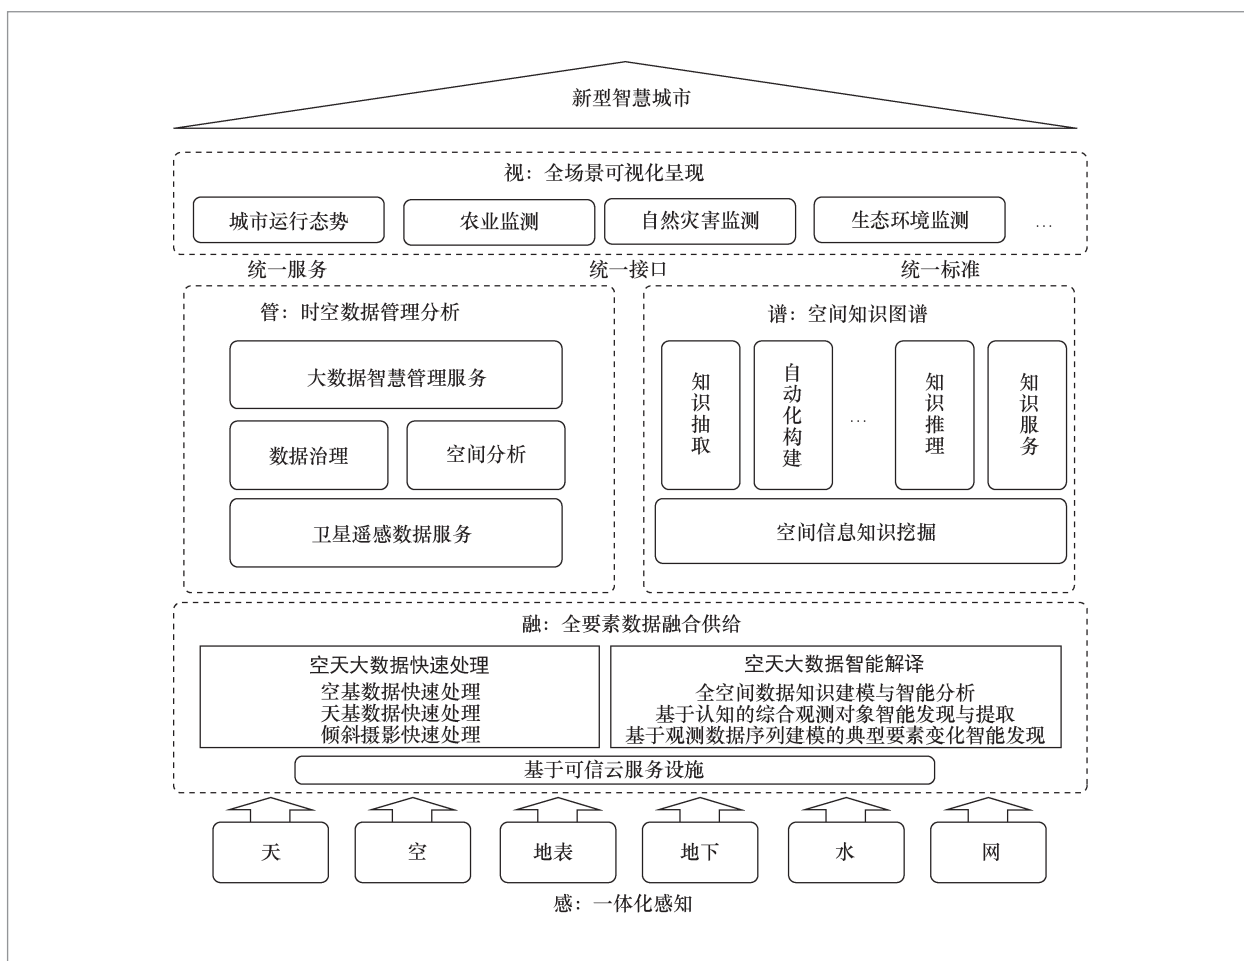 新型智慧城市
视：全场景可视化呈现
城市运行态势
农业监测
自然灾害监测
生态环境监测
...
统一服务
统一接口
统一标准
管：时空数据管理分析
大数据智慧管理服务
数据治理
空间分析
卫星遥感数据服务
谱：空间知识图谱
知识抽取
自动化构建
...
知识推理
知识服务
空间信息知识挖掘
融：全要素数据融合供给
空天大数据快速处理
空基数据快速处理
天基数据快速处理
倾斜摄影快速处理
空天大数据智能解译
全空间数据知识建模与智能分析
基于认知的综合观测对象智能发现与提取
基于观测数据序列建模的典型要素变化智能发现
基于可信云服务设施
天
空
地表
地下
水
网
感：一体化感知